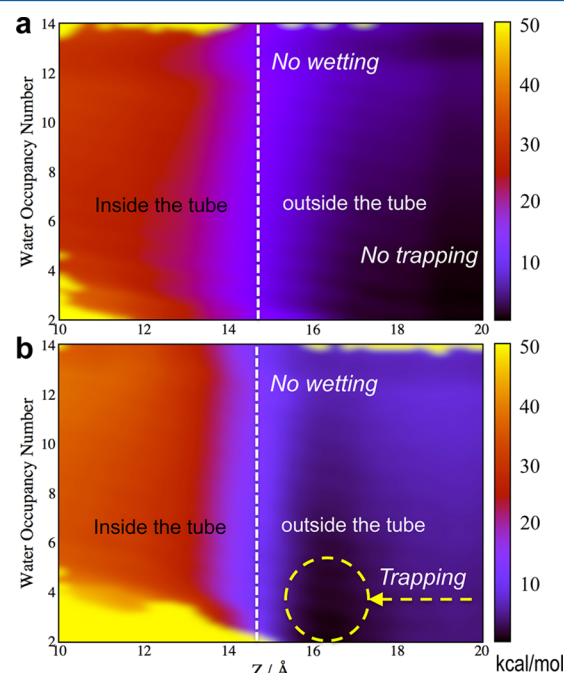 a
14
12
10
8
6
4
2
Water Occupancy Number
No wetting
Inside the tube
outside the tube
No trapping
10
12
14
16
18
20
50
40
30
20
10
b
14
12
10
8
6
4
2
Water Occupancy Number
No wetting
Inside the tube
outside the tube
Trapping
10
12
14
16
18
20
Z / Å
50
40
30
20
10
kcal/mol